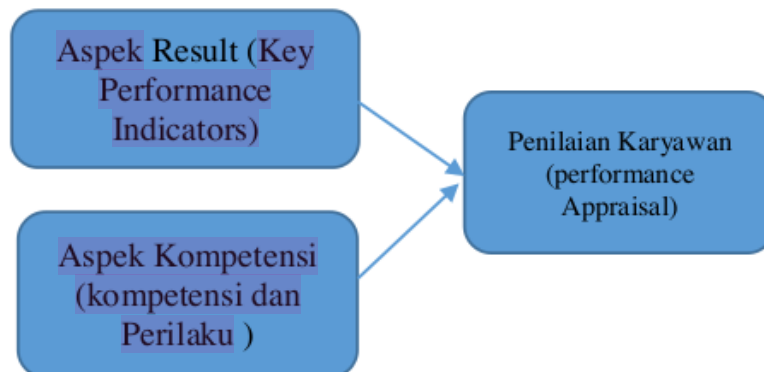 Aspek Result (Key
Performance
Indicators)
Aspek Kompetensi
(kompetensi dan
Perilaku )
Penilaian Karyawan
(performance
Appraisal)